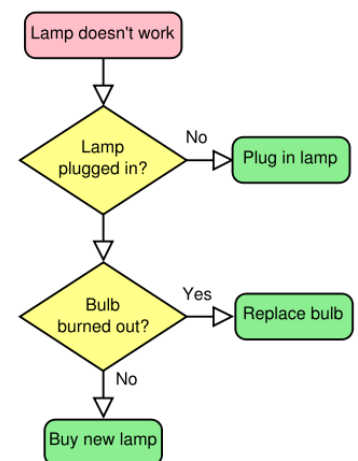 Lamp doesn't work
Lamp
plugged in?
No
Plug in lamp
Bulb
burned out?
Yes
Replace bulb
No
Buy new lamp